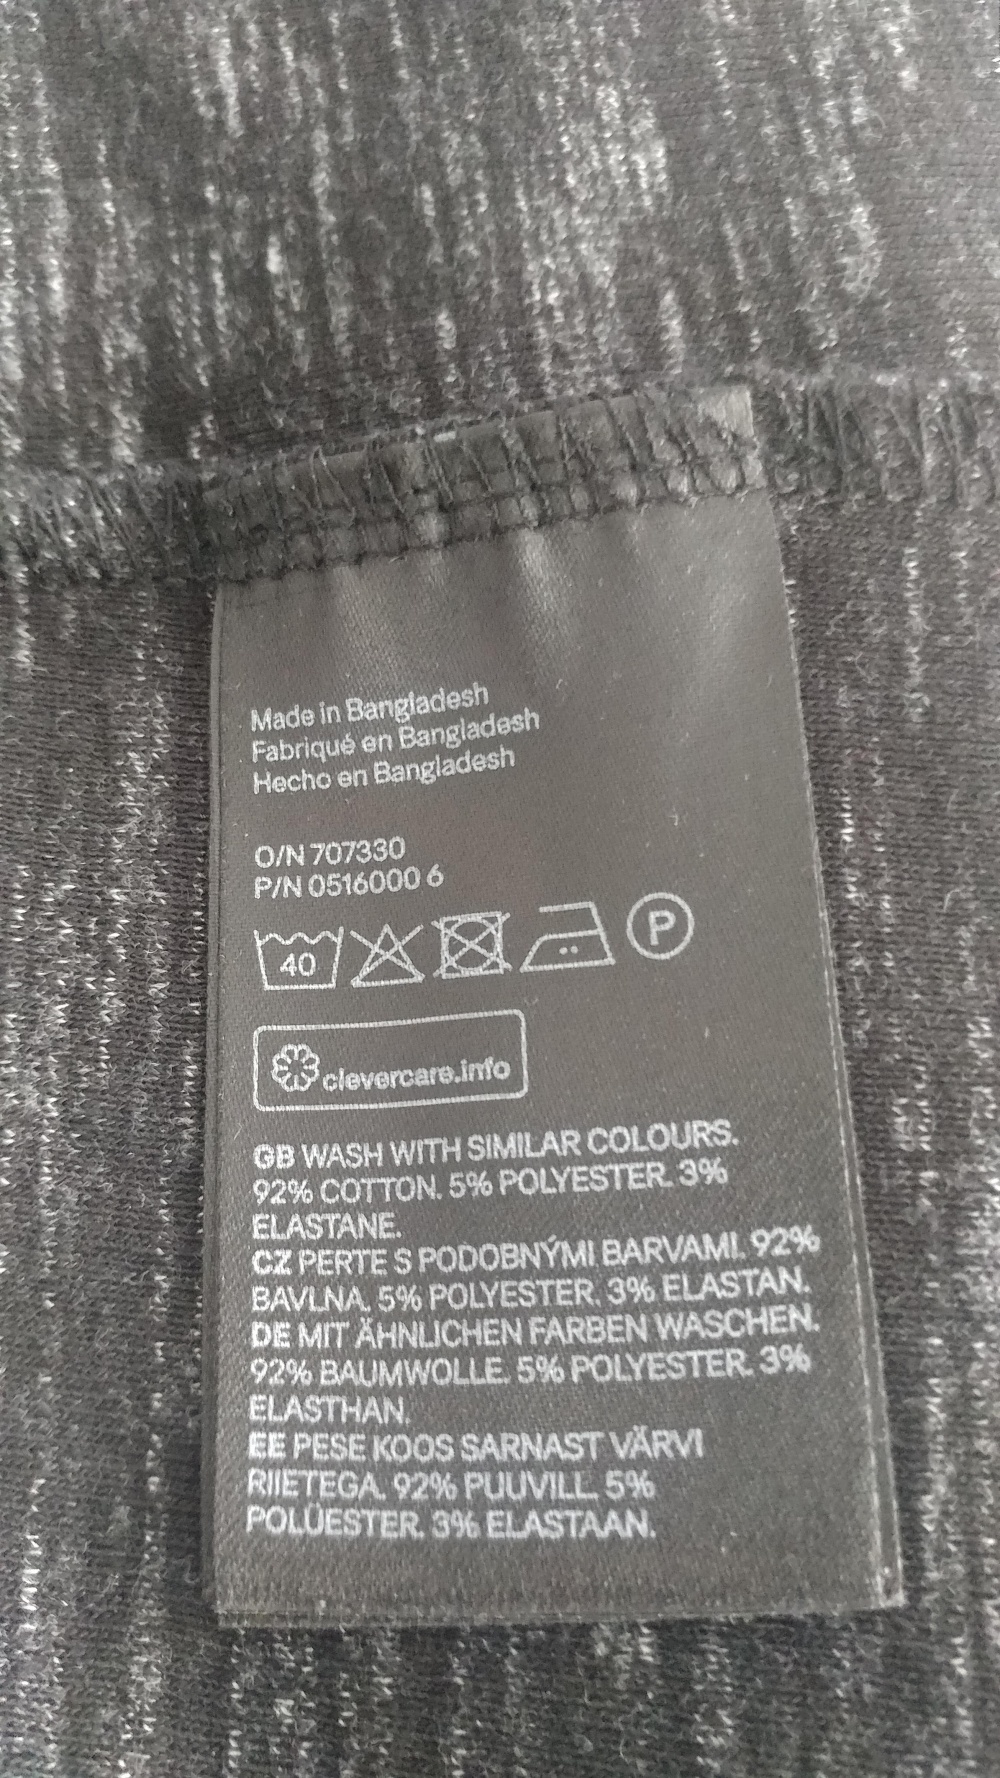 Made in Bangladesh
Fabriqué en Bangladesh
Hecho en Bangladesh
O/N 707330
P/N 0516000 6
40 P
clevercare.info
GB WASH WITH SIMILAR COLOURS.
92% COTTON. 5% POLYESTER. 3%
ELASTANE.
CZ PERTE S PODOBNÝMI BARVAMI. 92%
BAVLNA. 5% POLYESTER. 3% ELASTAN.
DE MIT ÄHNLICHEN FARBEN WASCHEN.
92% BAUMWOLLE. 5% POLYESTER. 3%
ELASTHAN.
EE PESE KOOS SARNAST VÄRVI
RIIETEGA. 92% PUUVILL. 5%
POLÜESTER. 3% ELASTAAN.